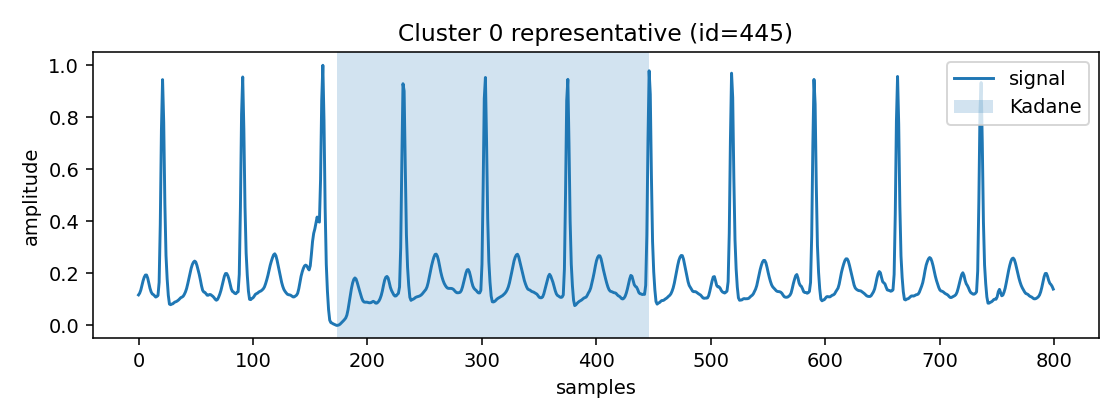 Cluster 0 representative (id=445)
signal
Kadane
amplitude
1.0
0.8
0.6
0.4
0.2
0.0
0 100 200 300 400 500 600 700 800
samples